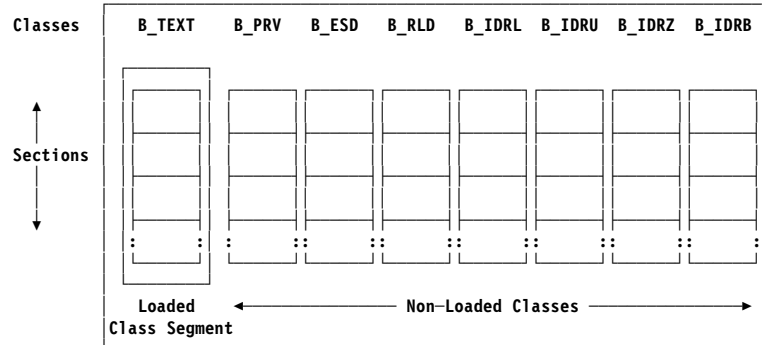 Classes B_TEXT B_PRV B_ESD B_RLD B_IDRL B_IDRU B_IDRZ B_IDRB
Sections
: : : :: :: :: :: :: :: :
Loaded Non-Loaded Classes
Class Segment